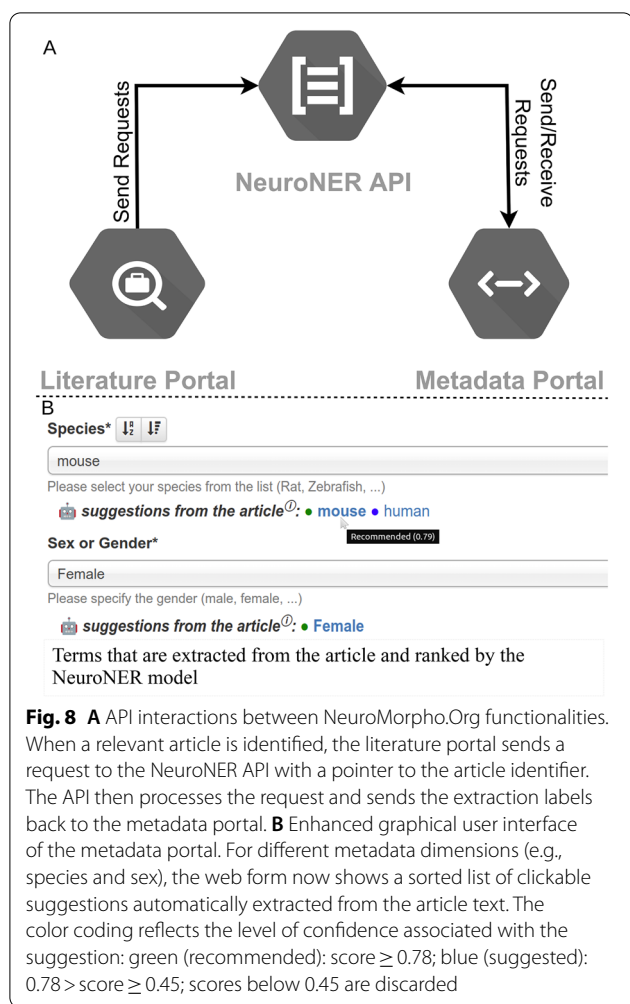 A
Send Requests
Send/Receive
Requests
NeuroNER API
Literature Portal
Metadata Portal
B
Species*
mouse
Please select your species from the list (Rat, Zebrafish, ...)
suggestions from the article ⓘ: • mouse • human
Recommended (0.79)
Sex or Gender*
Female
Please specify the gender (male, female, ...)
suggestions from the article ⓘ: • Female
Terms that are extracted from the article and ranked by the
NeuroNER model
Fig. 8 A API interactions between NeuroMorpho.Org functionalities.
When a relevant article is identified, the literature portal sends a
request to the NeuroNER API with a pointer to the article identifier.
The API then processes the request and sends the extraction labels
back to the metadata portal. B Enhanced graphical user interface
of the metadata portal. For different metadata dimensions (e.g.,
species and sex), the web form now shows a sorted list of clickable
suggestions automatically extracted from the article text. The
color coding reflects the level of confidence associated with the
suggestion: green (recommended): score ≥ 0.78; blue (suggested):
0.78 > score ≥ 0.45; scores below 0.45 are discarded